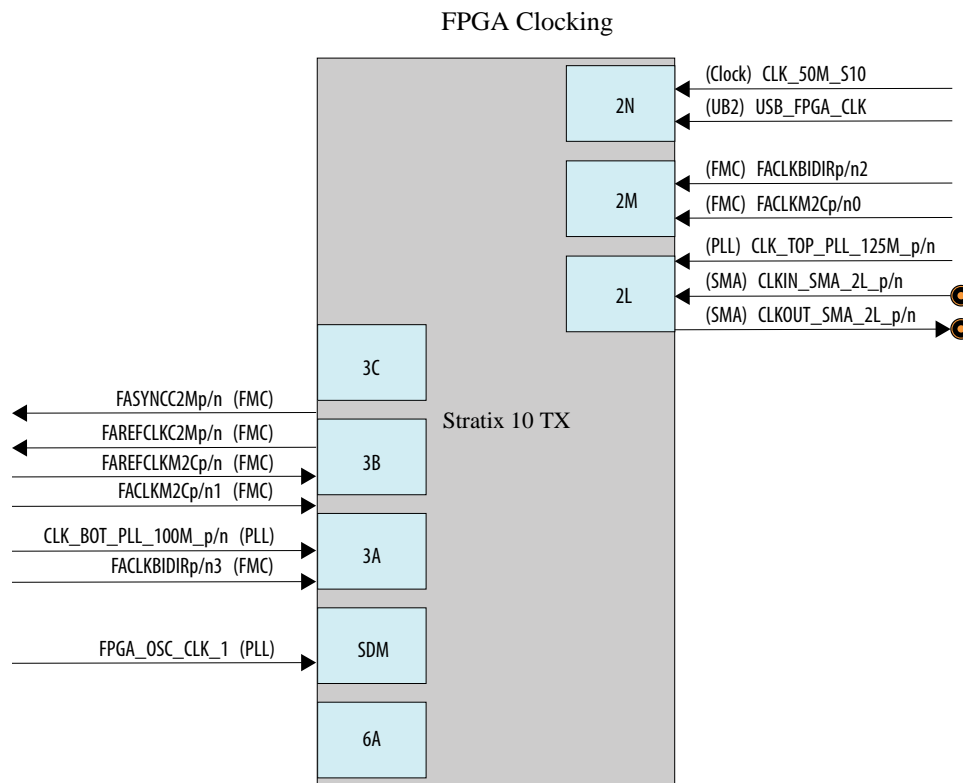 FPGA Clocking
2N
(Clock) CLK_50M_S10
(UB2) USB_FPGA_CLK
2M
(FMC) FACLKBIDIRp/n2
(FMC) FACLKM2Cp/n0
(PLL) CLK_TOP_PLL_125M_p/n
2L
(SMA) CLKIN_SMA_2L_p/n
(SMA) CLKOUT_SMA_2L_p/n
3C
FASYNCC2Mp/n (FMC)
Stratix 10 TX
FAREFCLKC2Mp/n (FMC)
3B
FAREFCLKM2Cp/n (FMC)
FACLKM2Cp/n1 (FMC)
CLK_BOT_PLL_100M_p/n (PLL)
3A
FACLKBIDIRp/n3 (FMC)
FPGA_OSC_CLK_1 (PLL)
SDM
6A